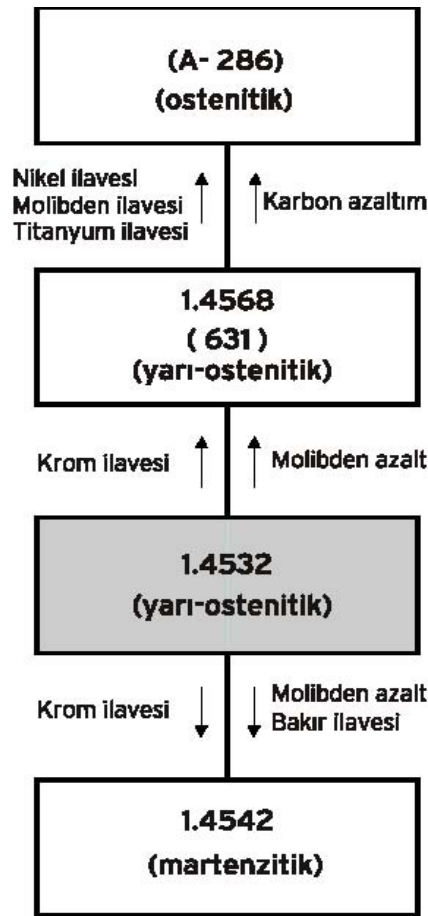 (A- 286)
(ostenitik)
Nikel ilavesi
Molibden ilavesi
Titanyum ilavesi
Karbon azaltım
1.4568
( 631 )
(yarı-ostenitik)
Krom ilavesi
Molibden azalt
1.4532
(yarı-ostenitik)
Krom ilavesi
Molibden azalt
Bakır ilavesi
1.4542
(martenzitik)